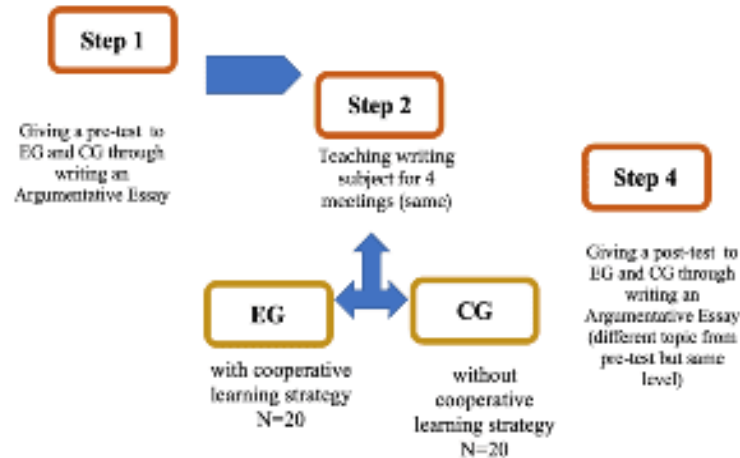 Step 1
Giving a pre-test to
EG and CG through
writing an
Argumentative Essay
Step 2
Teaching writing
subject for 4
meetings (same)
EG
with cooperative
learning strategy
N=20
CG
without
cooperative
learning strategy
N=20
Step 4
Giving a post-test to
EG and CG through
writing an
Argumentative Essay
(different topic from
pre-test but same
level)